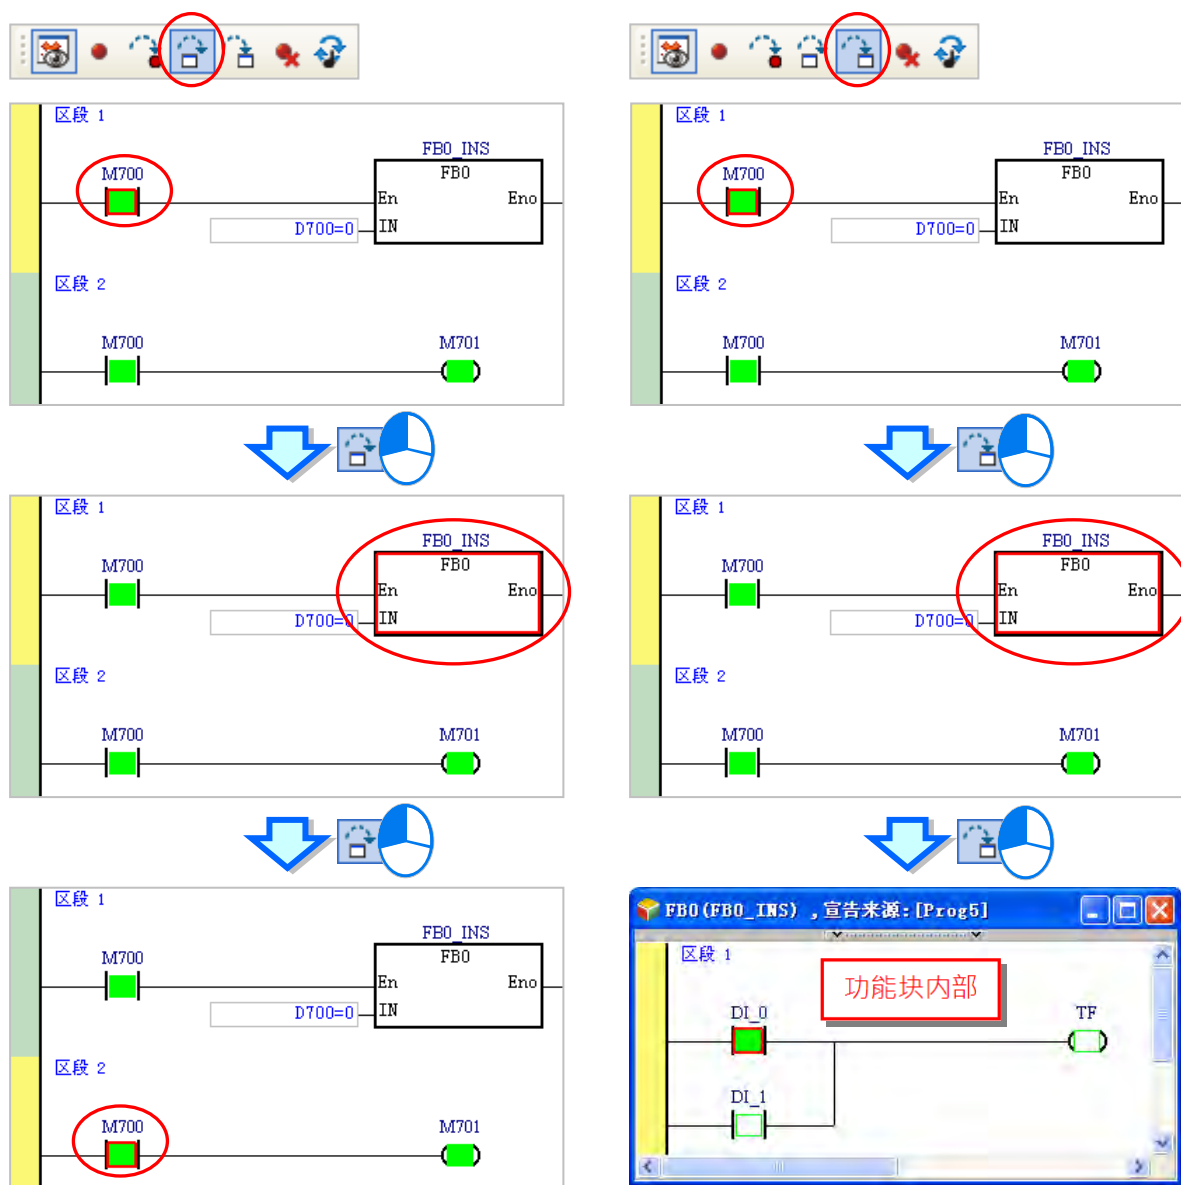 区段 1
FB0_INS
M700
FB0
En
Eno
D700=0
IN
区段 2
M700
M701
区段 1
FB0_INS
M700
FB0
En
Eno
D700=0
IN
区段 2
M700
M701
区段 1
FB0_INS
M700
FB0
En
Eno
D700=0
IN
区段 2
M700
M701
区段 1
FB0_INS
M700
FB0
En
Eno
D700=0
IN
区段 2
M700
M701
区段 1
FB0_INS
M700
FB0
En
Eno
D700=0
IN
区段 2
M700
M701
FB0(FB0_INS) ,宣告来源:[Prog5]
区段 1
功能块内部
DI_0
TF
DI_1